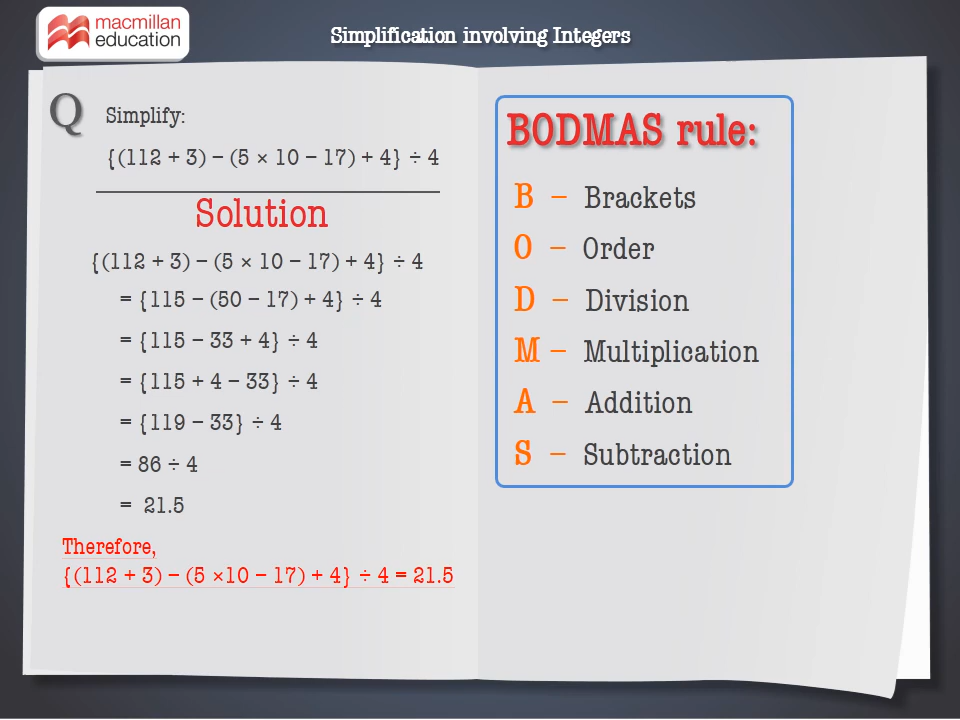 macmillan
education
Simplification involving Integers
Q Simplify:
{(112 + 3) – (5 × 10 – 17) + 4} ÷ 4
Solution
{(112 + 3) – (5 × 10 – 17) + 4} ÷ 4
= {115 – (50 – 17) + 4} ÷ 4
= {115 – 33 + 4} ÷ 4
= {115 + 4 – 33} ÷ 4
= {119 – 33} ÷ 4
= 86 ÷ 4
= 21.5
Therefore,
{(112 + 3) – (5 ×10 – 17) + 4} ÷ 4 = 21.5
BODMAS rule:
B – Brackets
O – Order
D – Division
M – Multiplication
A – Addition
S – Subtraction